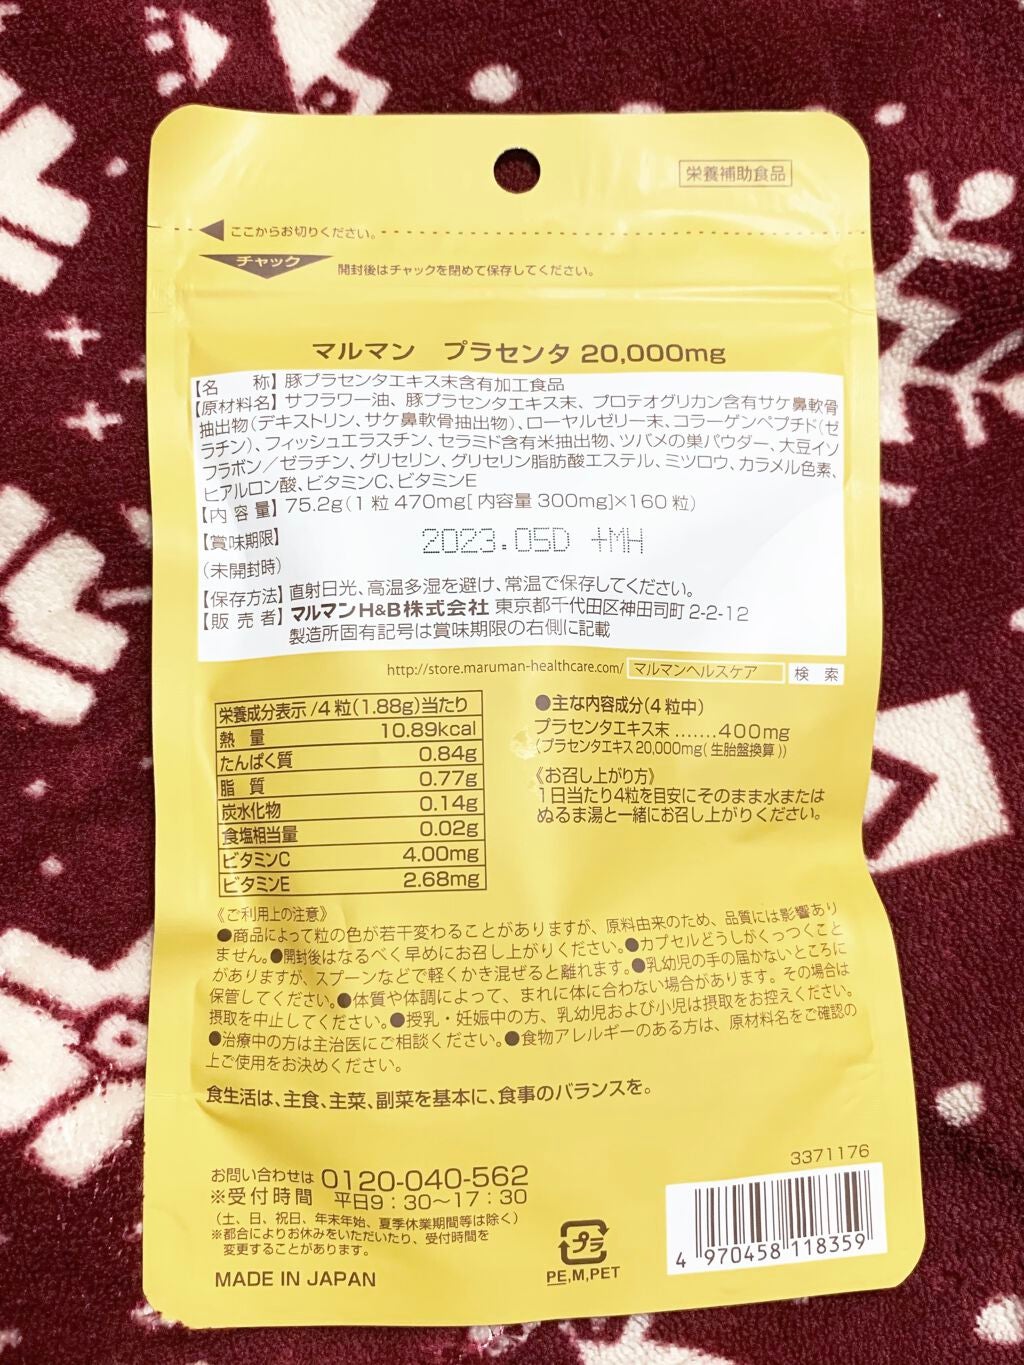 栄養補助食品
ここからお切りください。
チャック
開封後はチャックを閉めて保存してください。
マルマン プラセンタ 20,000mg
【名 称】豚プラセンタエキス末含有加工食品
【原材料名】サフラワー油、豚プラセンタエキス末、プロテオグリカン含有サケ鼻軟骨
抽出物(デキストリン、サケ鼻軟骨抽出物)、ローヤルゼリー末、コラーゲンペプチド(ゼ
ラチン)、フィッシュエラスチン、セラミド含有米抽出物、ツバメの巣パウダー、大豆イソ
フラボン／ゼラチン、グリセリン、グリセリン脂肪酸エステル、ミツロウ、カラメル色素、
ヒアルロン酸、ビタミンC、ビタミンE
【内 容 量】75.2g(1粒 470mg[内容量 300mg]×160粒)
【賞味期限】 2023.05D +MH
(未開封時)
【保存方法】直射日光、高温多湿を避け、常温で保存してください。
【販 売 者】マルマンH&B株式会社 東京都千代田区神田司町2-2-12
製造所固有記号は賞味期限の右側に記載
http://store.maruman-healthcare.com/ マルマンヘルスケア 検 索
栄養成分表示/4粒(1.88g)当たり
熱 量 10.89kcal
たんぱく質 0.84g
脂 質 0.77g
炭水化物 0.14g
食塩相当量 0.02g
ビタミンC 4.00mg
ビタミンE 2.68mg
●主な内容成分(4粒中)
プラセンタエキス末.......400mg
(プラセンタエキス20,000mg(生胎盤換算))
《お召し上がり方》
1日当たり4粒を目安にそのまま水または
ぬるま湯と一緒にお召し上がりください。
《ご利用上の注意》
●商品によって粒の色が若干変わることがありますが、原料由来のため、品質には影響あり
ません。●開封後はなるべく早めにお召し上がりください。●カプセルどうしがくっつくこと
がありますが、スプーンなどで軽くかき混ぜると離れます。●乳幼児の手の届かないところに
保管してください。●体質や体調によって、まれに体に合わない場合があります。その場合は
摂取を中止してください。●授乳・妊娠中の方、乳幼児および小児は摂取をお控えください。
●治療中の方は主治医にご相談ください。●食物アレルギーのある方は、原材料名をご確認の
上ご使用をお決めください。
食生活は、主食、主菜、副菜を基本に、食事のバランスを。
お問い合わせは 0120-040-562
※受付時間 平日9：30〜17：30
(土、日、祝日、年末年始、夏季休業期間等は除く)
※都合によりお休みをいただいたり、受付時間を
変更することがあります。
MADE IN JAPAN
プラ
PE,M,PET
3371176
4 970458 118359